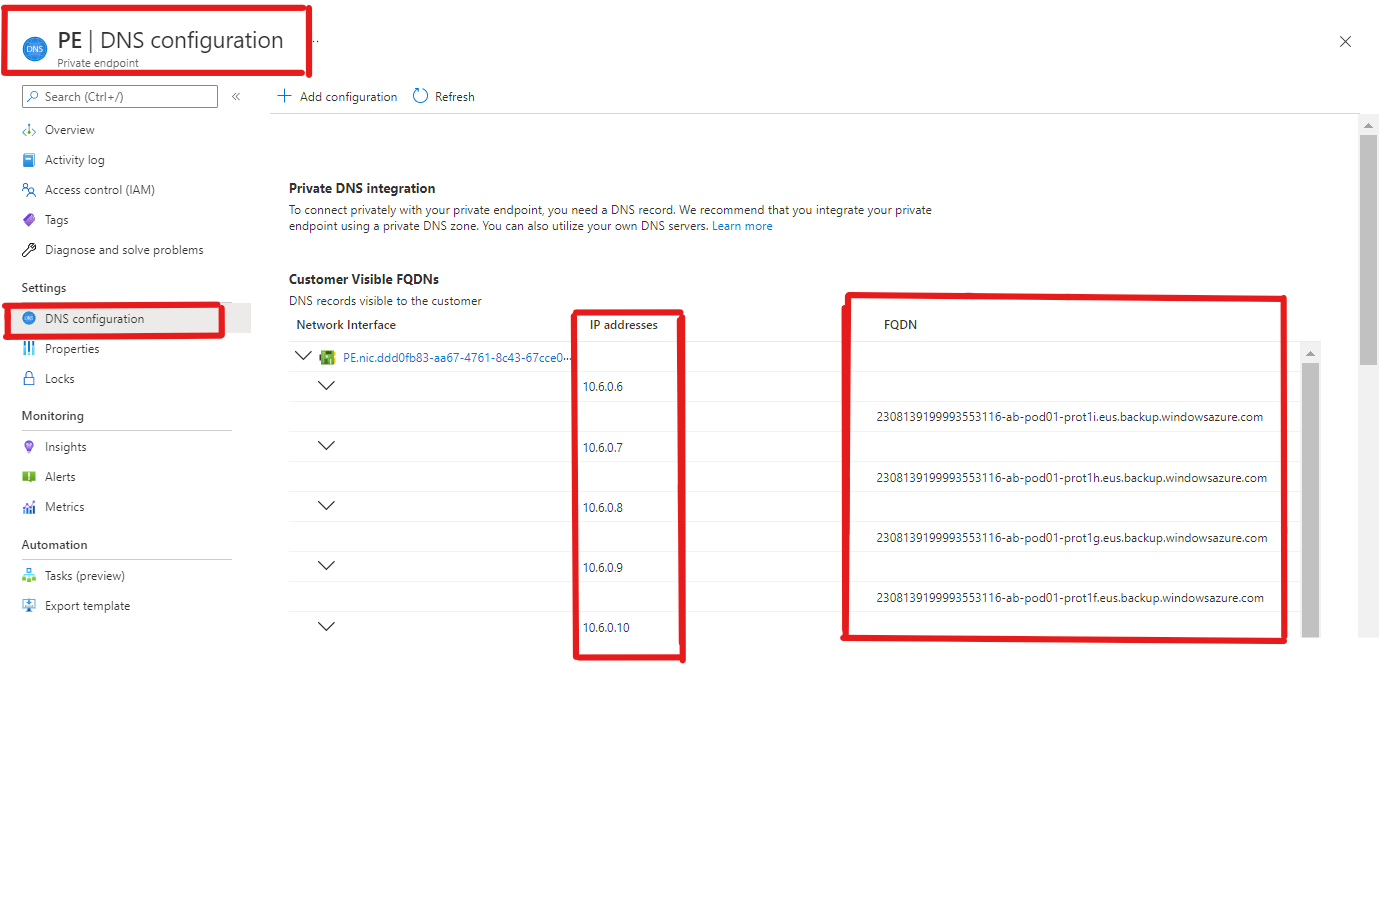 DNS
PE | DNS configuration
Private endpoint
Search (Ctrl+/)
«
Add configuration
Refresh
Overview
Activity log
Access control (IAM)
Tags
Diagnose and solve problems
Settings
DNS configuration
Properties
Locks
Monitoring
Insights
Alerts
Metrics
Automation
Tasks (preview)
Export template
Private DNS integration
To connect privately with your private endpoint, you need a DNS record. We recommend that you integrate your private
endpoint using a private DNS zone. You can also utilize your own DNS servers. Learn more
Customer Visible FQDNs
DNS records visible to the customer
Network Interface IP addresses FQDN
PE.nic.ddd0fb83-aa67-4761-8c43-67cce0...
10.6.0.6
2308139199993553116-ab-pod01-prot1i.eus.backup.windowsazure.com
10.6.0.7
2308139199993553116-ab-pod01-prot1h.eus.backup.windowsazure.com
10.6.0.8
2308139199993553116-ab-pod01-prot1g.eus.backup.windowsazure.com
10.6.0.9
2308139199993553116-ab-pod01-prot1f.eus.backup.windowsazure.com
10.6.0.10